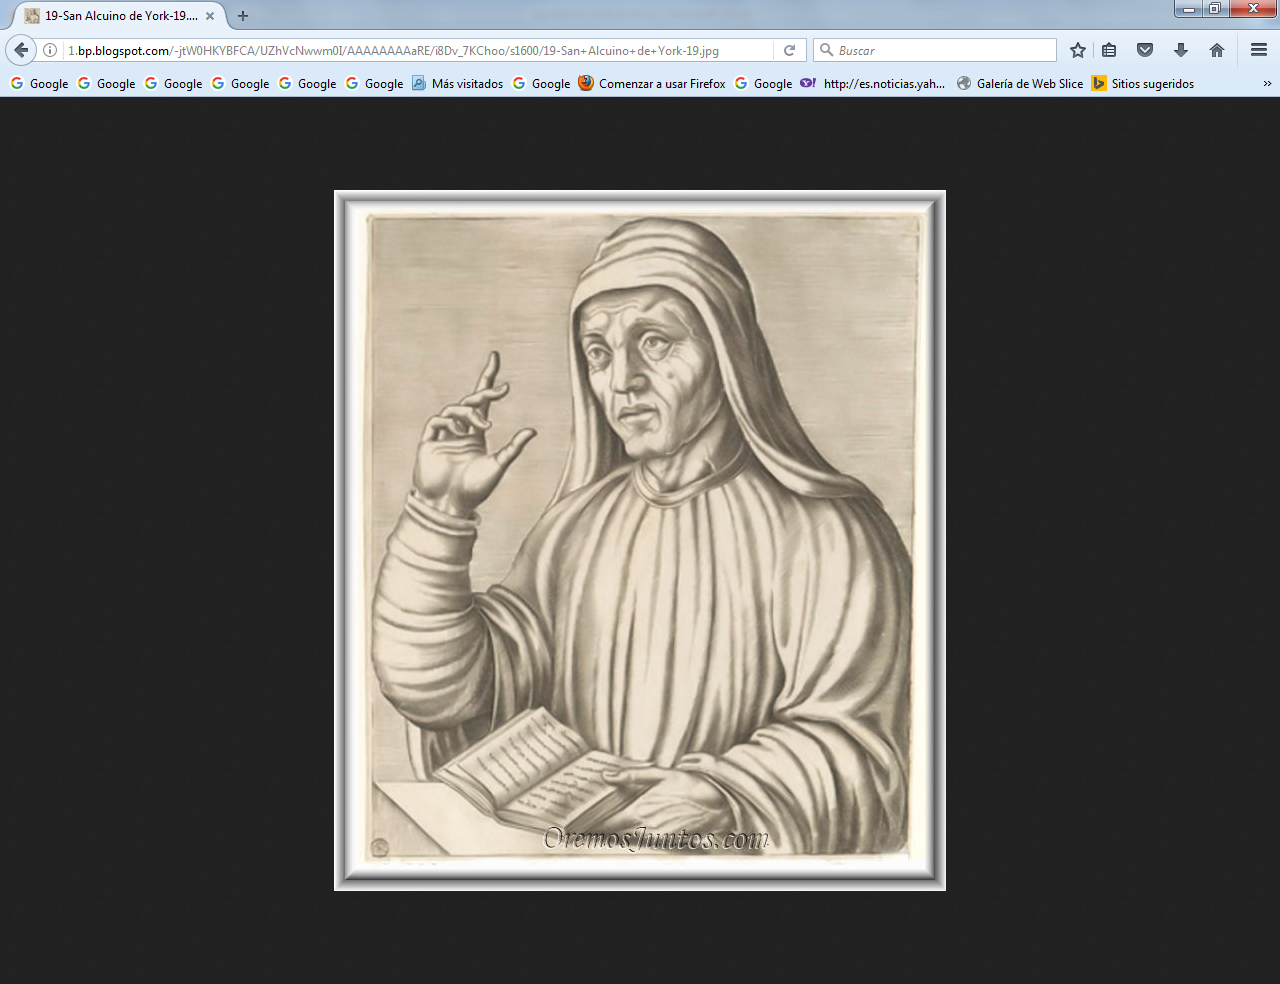 19-San Alcuino de York-19....
1.bp.blogspot.com/-jtW0HKYBFCA/UZhVcNwwm0I/AAAAAAAAaRE/i8Dv_7KChoo/s1600/19-San+Alcuino+de+York-19.jpg
Buscar
Google Google Google Google Google Google Más visitados Google Comenzar a usar Firefox Google http://es.noticias.yah... Galería de Web Slice Sitios sugeridos »
OremosJuntos.com